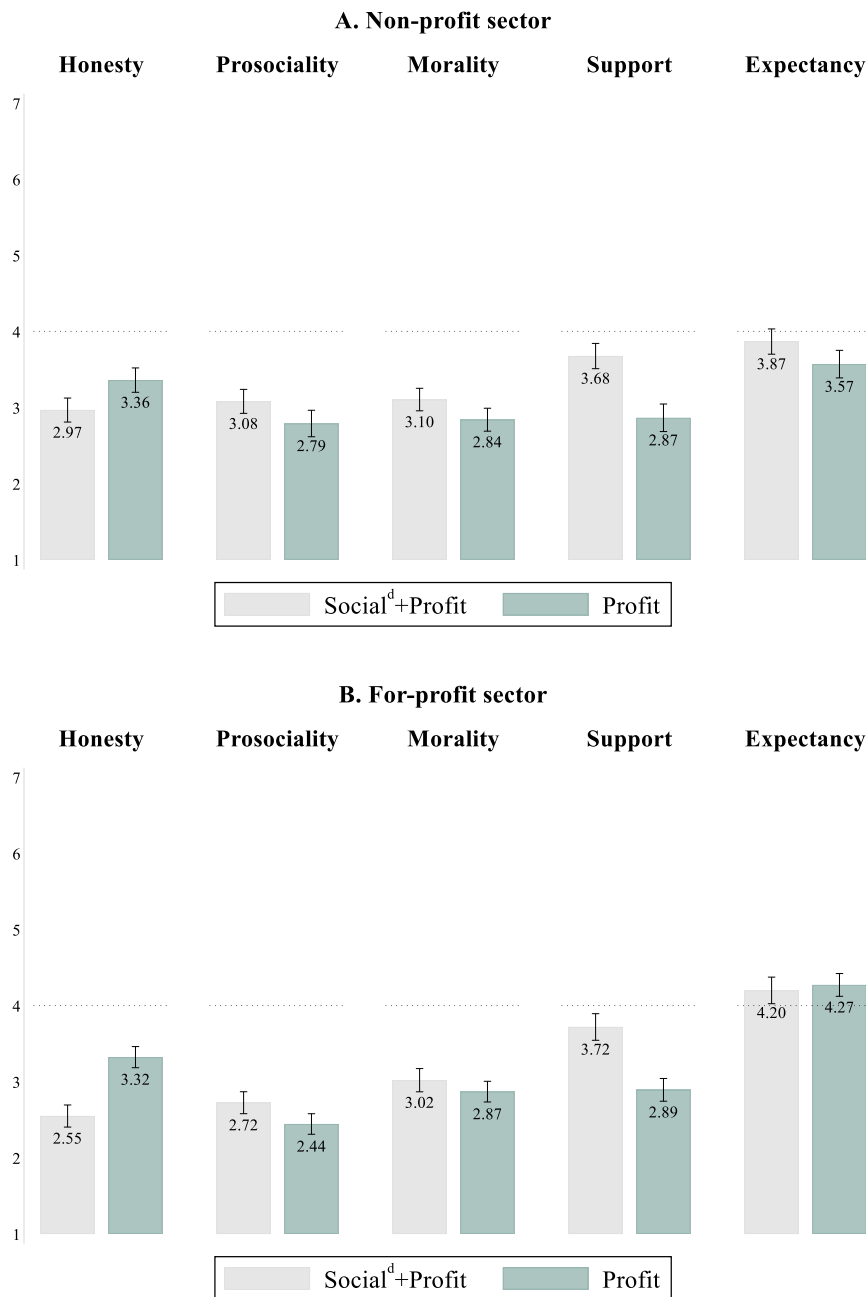 A. Non-profit sector
Honesty Prosociality Morality Support Expectancy
7
6
5
4
3
2
1
2.97 3.36 3.08 2.79 3.10 2.84 3.68 2.87 3.87 3.57
Social^d+Profit Profit
B. For-profit sector
Honesty Prosociality Morality Support Expectancy
7
6
5
4
3
2
1
2.55 3.32 2.72 2.44 3.02 2.87 3.72 2.89 4.20 4.27
Social^d+Profit Profit